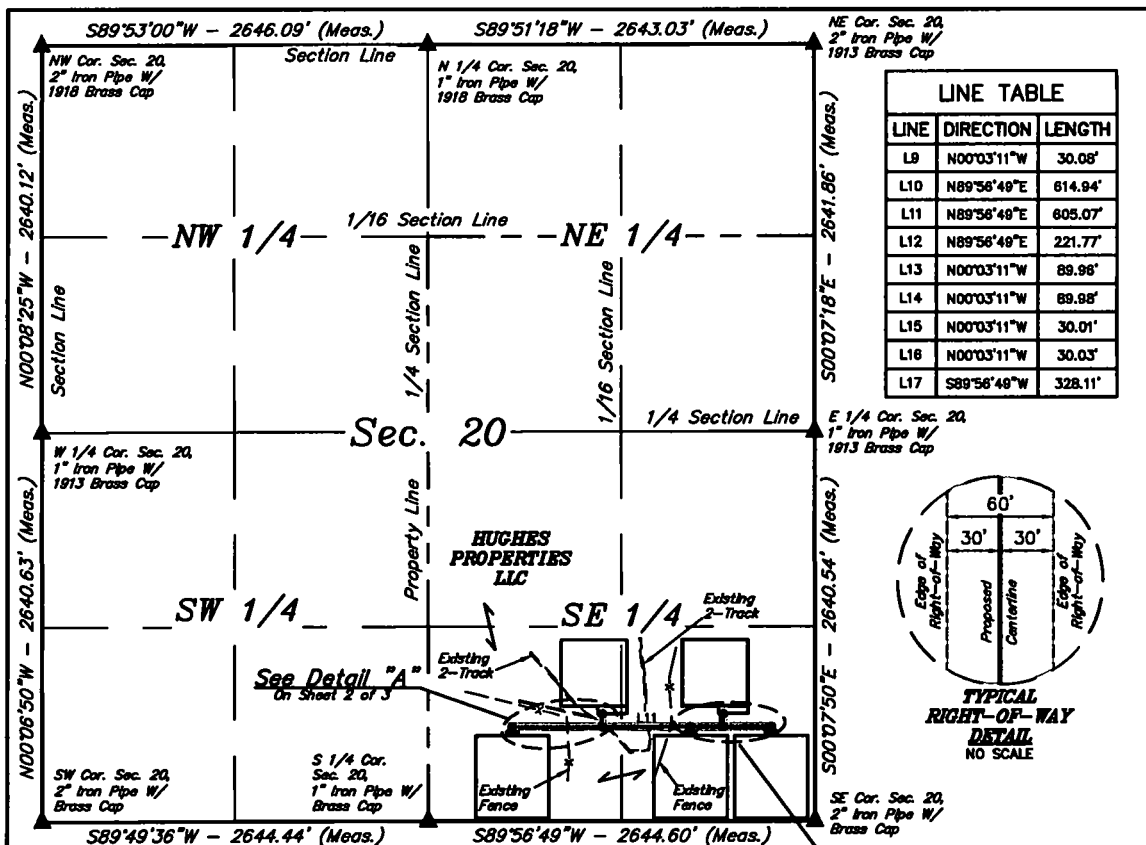 S89°53'00"W - 2646.09' (Meas.)
S89°51'18"W - 2643.03' (Meas.)
NE Cor. Sec. 20,
2" Iron Pipe W/
1913 Brass Cap
Section Line
NW Cor. Sec. 20,
2" Iron Pipe W/
1918 Brass Cap
N 1/4 Cor. Sec. 20,
1" Iron Pipe W/
1918 Brass Cap
LINE TABLE
LINE DIRECTION LENGTH
L9 N00°03'11"W 30.08'
L10 N89°56'49"E 614.94'
L11 N89°56'49"E 605.07'
L12 N89°56'49"E 221.77'
L13 N00°03'11"W 89.98'
L14 N00°03'11"W 89.98'
L15 N00°03'11"W 30.01'
L16 N00°03'11"W 30.03'
L17 S89°56'49"W 328.11'
N00°08'25"W - 2640.12' (Meas.)
Section Line
1/16 Section Line
NW 1/4
NE 1/4
1/4 Section Line
1/16 Section Line
S00°07'18"E - 2641.86' (Meas.)
Sec. 20
1/4 Section Line
E 1/4 Cor. Sec. 20,
1" Iron Pipe W/
1913 Brass Cap
W 1/4 Cor. Sec. 20,
1" Iron Pipe W/
1913 Brass Cap
Property Line
HUGHES
PROPERTIES
LLC
60'
30' 30'
Edge of
Right-of-Way
Proposed
Centerline
Edge of
Right-of-Way
TYPICAL
RIGHT-OF-WAY
DETAIL
NO SCALE
N00°06'50"W - 2640.63' (Meas.)
SW 1/4
SE 1/4
S00°07'50"E - 2640.54' (Meas.)
Existing
2-Track
Existing
2-Track
See Detail "A"
On Sheet 2 of 3
L11
SW Cor. Sec. 20,
2" Iron Pipe W/
Brass Cap
S 1/4 Cor.
Sec. 20,
1" Iron Pipe W/
Brass Cap
Existing
Fence
Existing
Fence
SE Cor. Sec. 20,
2" Iron Pipe W/
Brass Cap
S89°49'36"W - 2644.44' (Meas.)
S89°56'49"W - 2644.60' (Meas.)